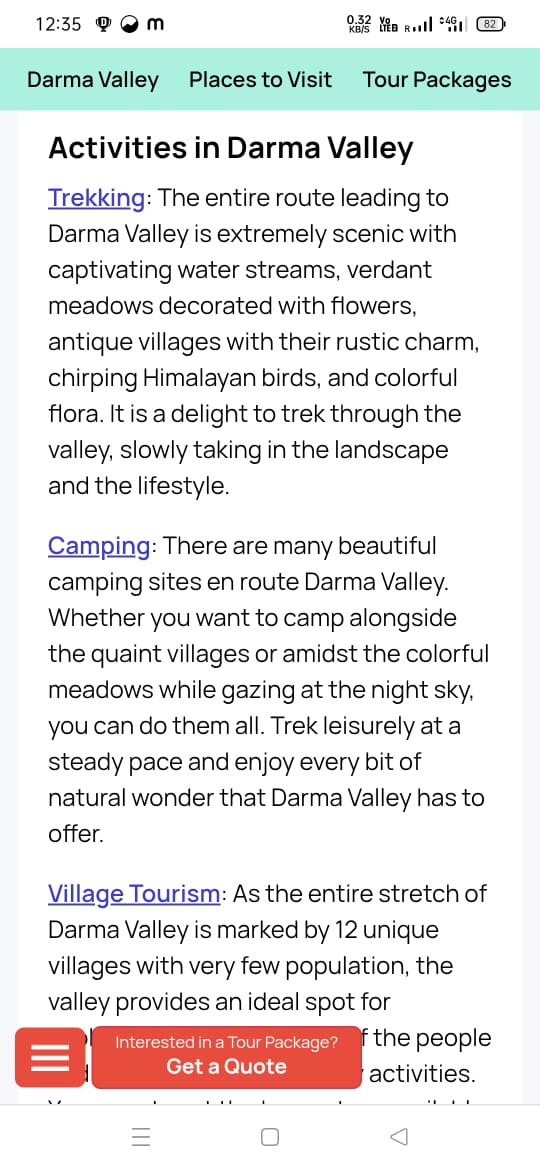 12:35 m 0.32 KB/S Vo LTE R 4G 82
Darma Valley Places to Visit Tour Packages
Activities in Darma Valley
Trekking: The entire route leading to
Darma Valley is extremely scenic with
captivating water streams, verdant
meadows decorated with flowers,
antique villages with their rustic charm,
chirping Himalayan birds, and colorful
flora. It is a delight to trek through the
valley, slowly taking in the landscape
and the lifestyle.
Camping: There are many beautiful
camping sites en route Darma Valley.
Whether you want to camp alongside
the quaint villages or amidst the colorful
meadows while gazing at the night sky,
you can do them all. Trek leisurely at a
steady pace and enjoy every bit of
natural wonder that Darma Valley has to
offer.
Village Tourism: As the entire stretch of
Darma Valley is marked by 12 unique
villages with very few population, the
valley provides an ideal spot for
the people
activities.
Interested in a Tour Package?
Get a Quote